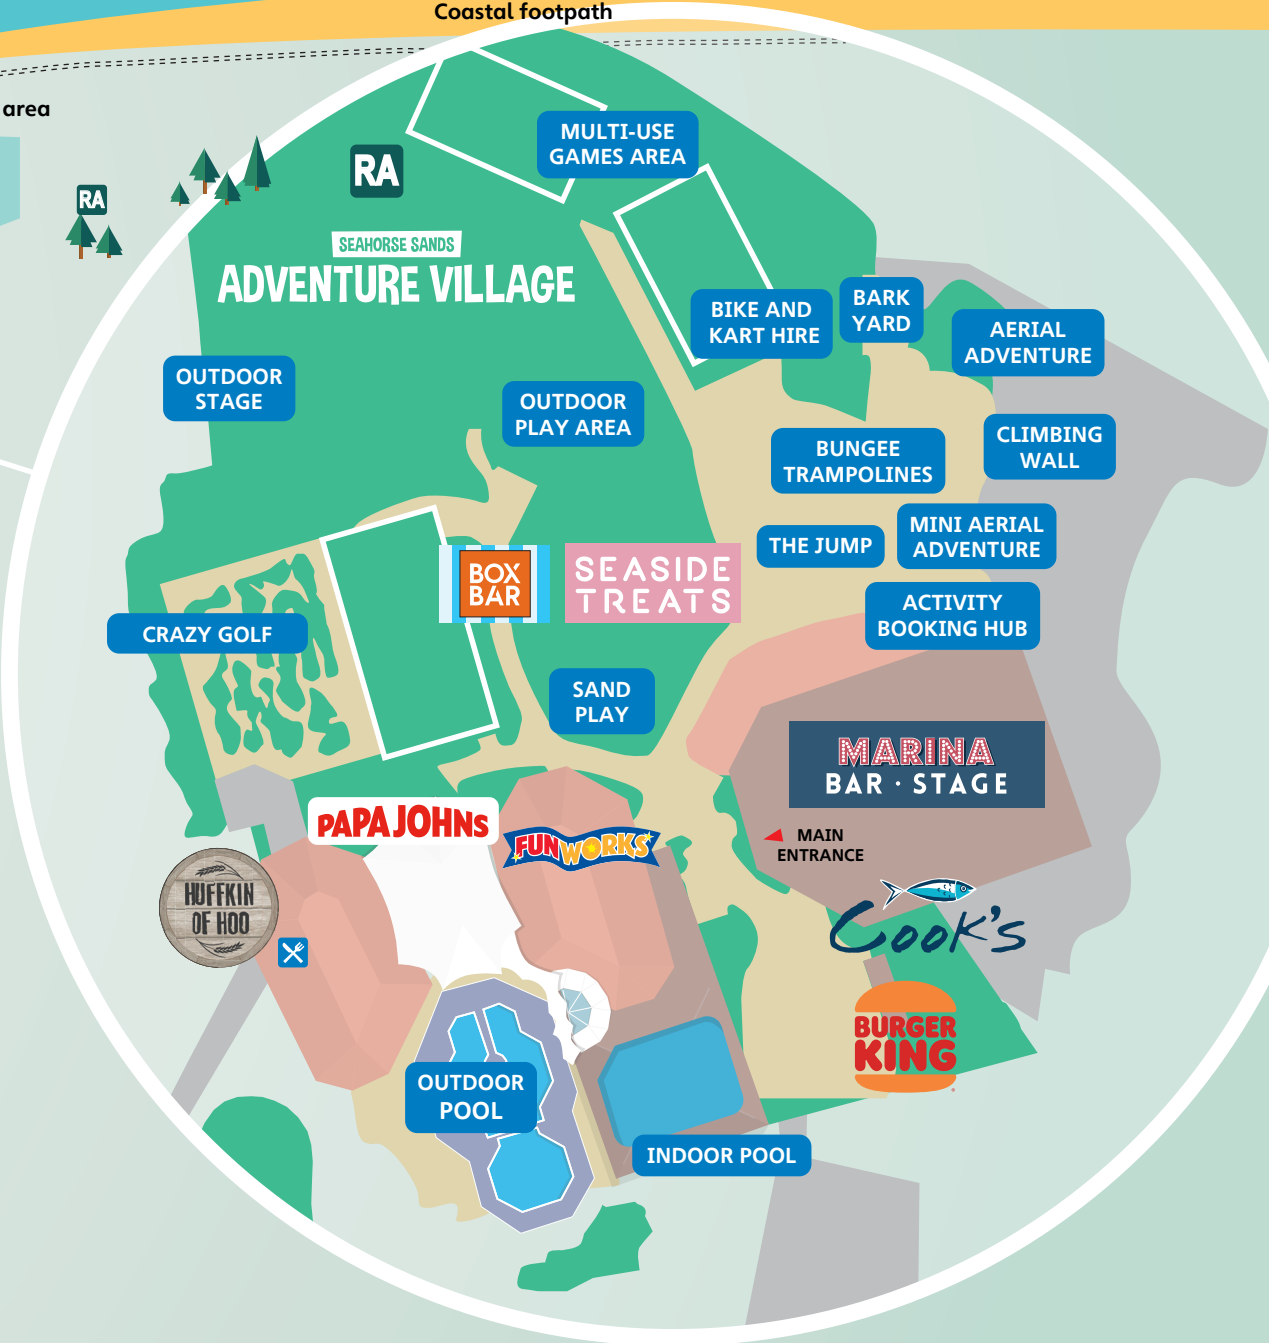 Coastal footpath
area
MULTI-USE
GAMES AREA
RA
RA
SEAHORSE SANDS
ADVENTURE VILLAGE
BIKE AND
KART HIRE
BARK
YARD
AERIAL
ADVENTURE
OUTDOOR
STAGE
OUTDOOR
PLAY AREA
BUNGEE
TRAMPOLINES
CLIMBING
WALL
THE JUMP
MINI AERIAL
ADVENTURE
BOX
BAR
SEASIDE
TREATS
ACTIVITY
BOOKING HUB
CRAZY GOLF
SAND
PLAY
MARINA
BAR · STAGE
PAPA JOHNS
FUNWORKS
MAIN
ENTRANCE
HUFFKIN
OF HOO
Cook's
BURGER
KING
OUTDOOR
POOL
INDOOR POOL